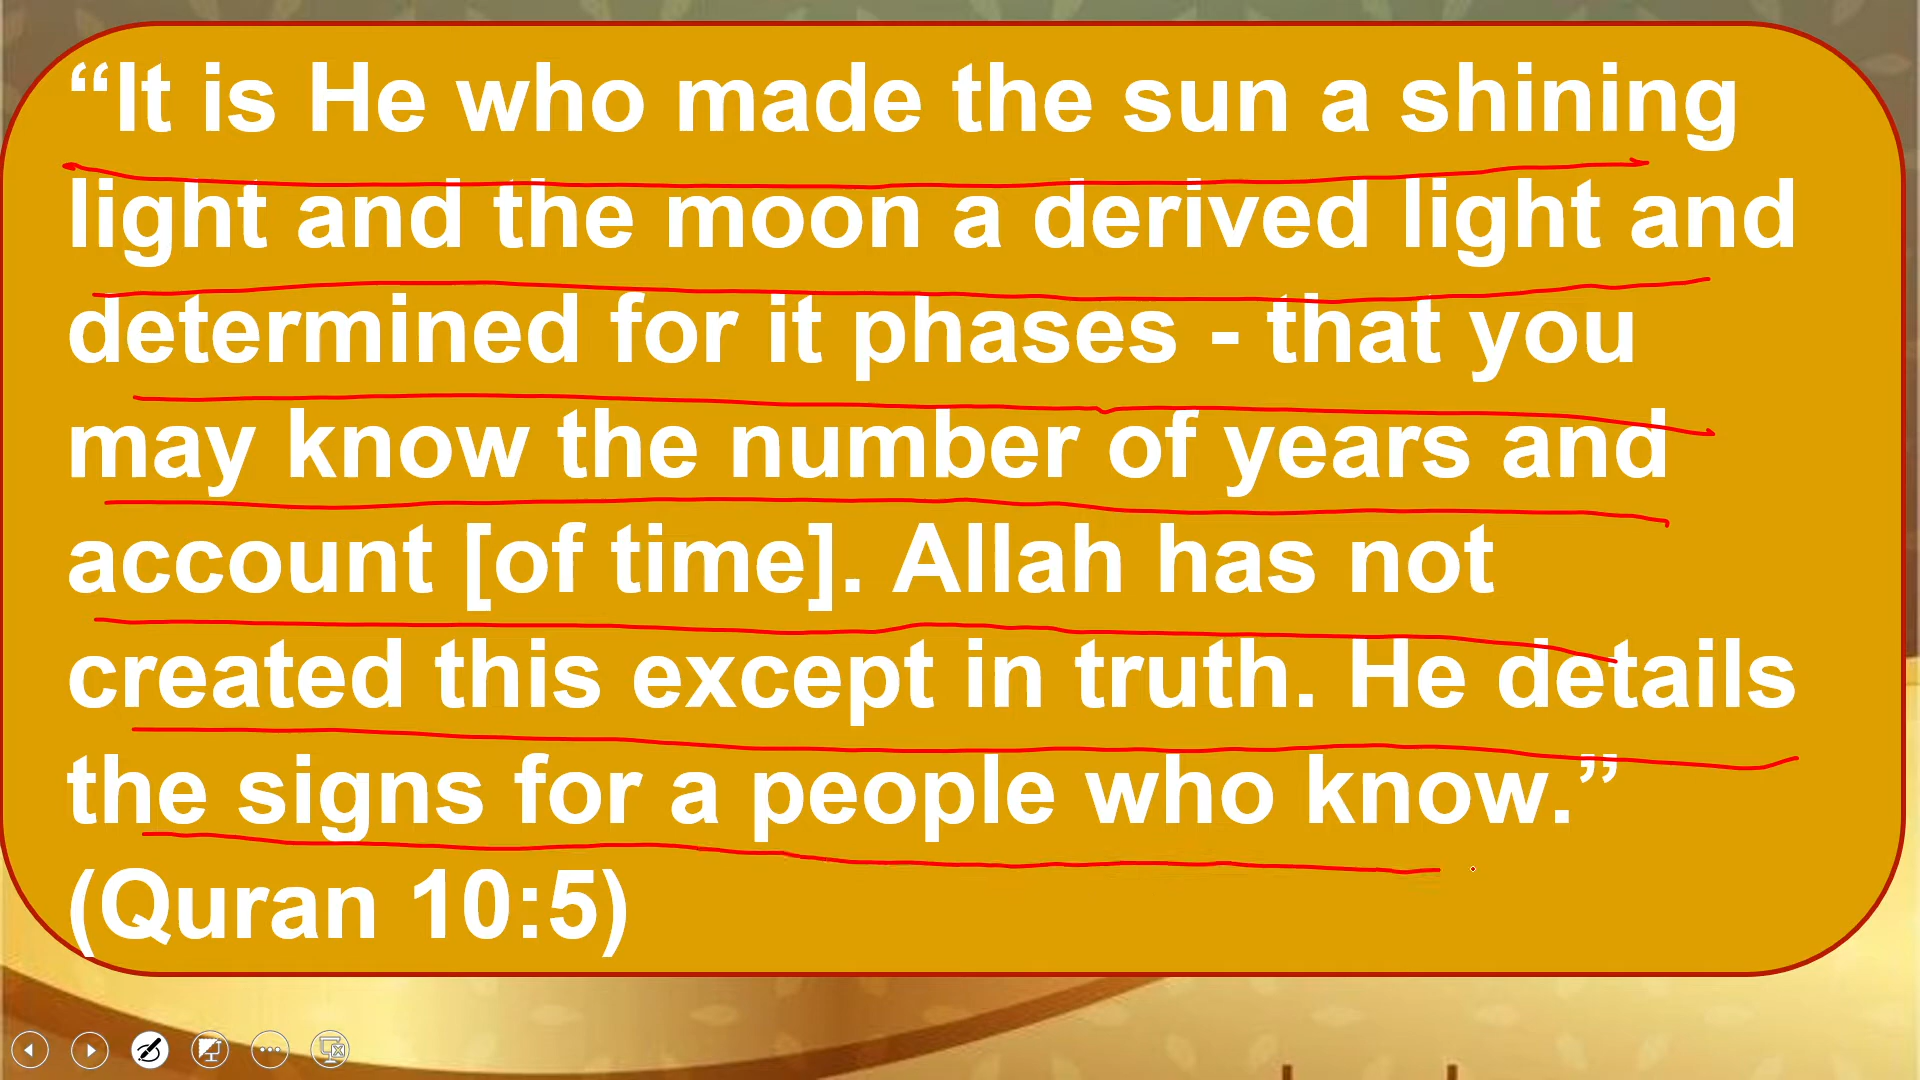 “It is He who made the sun a shining
light and the moon a derived light and
determined for it phases - that you
may know the number of years and
account [of time]. Allah has not
created this except in truth. He details
the signs for a people who know.”
(Quran 10:5)